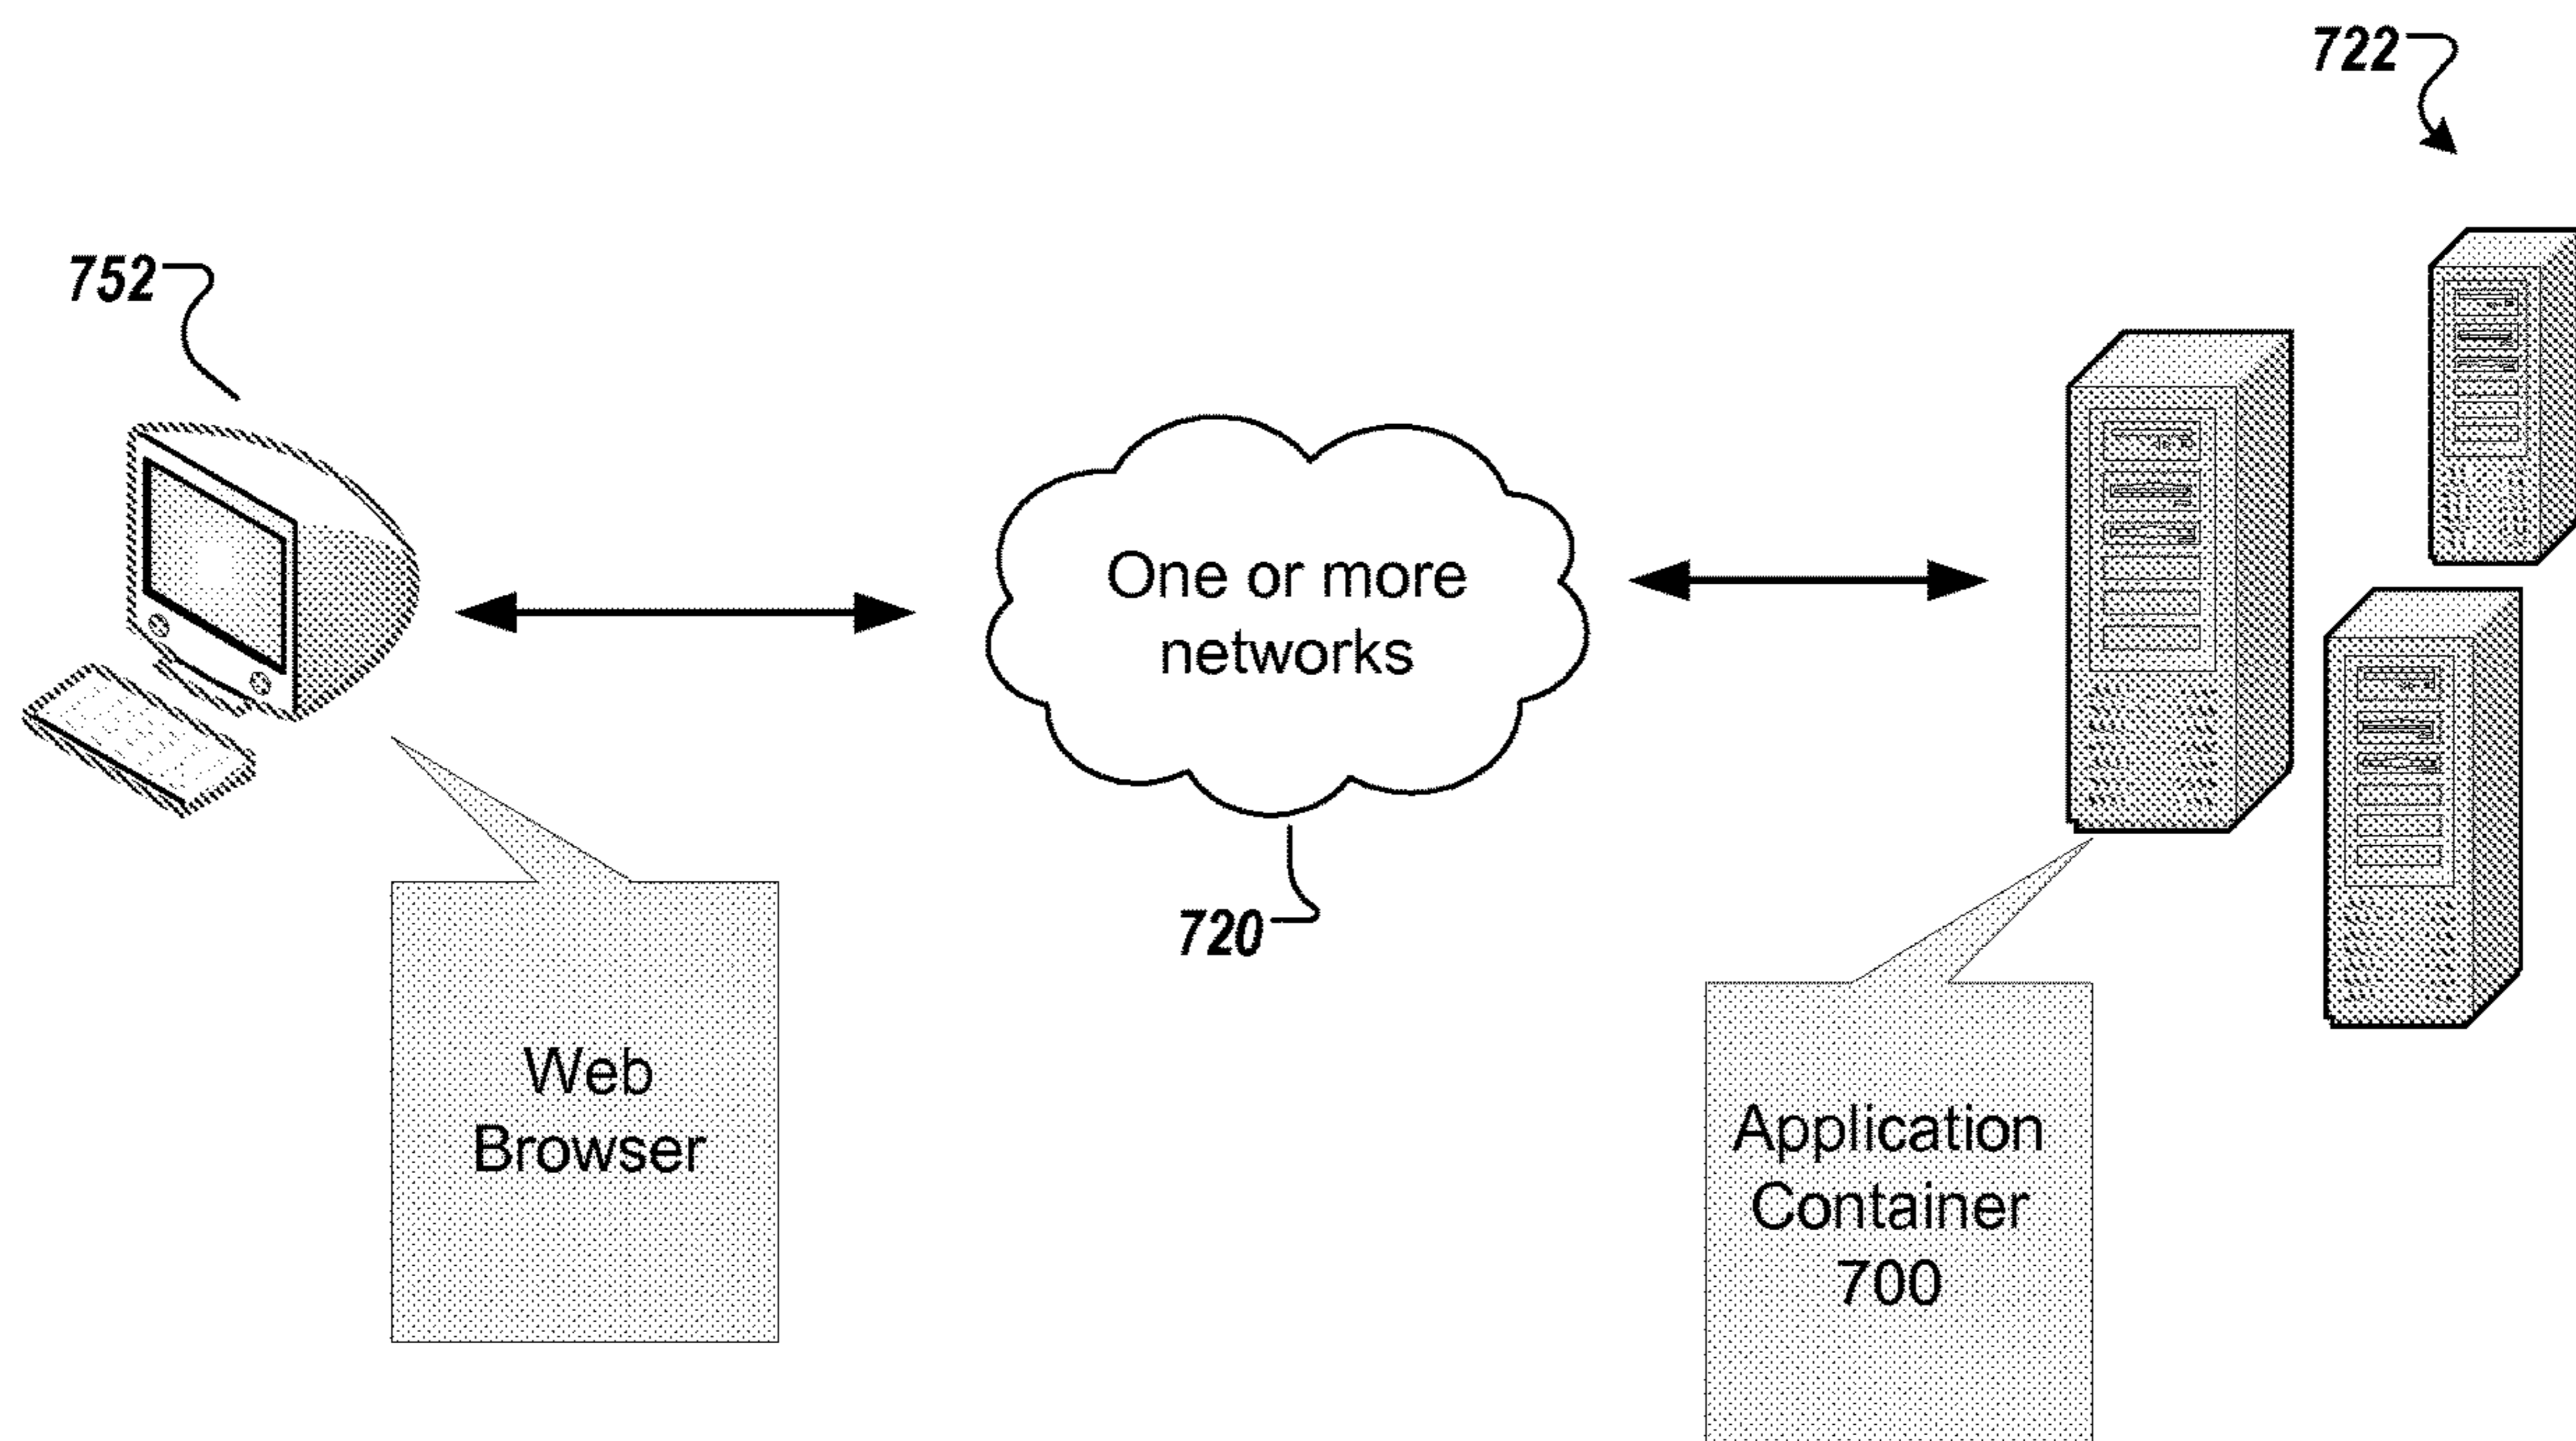 722
752
One or more
networks
720
Web
Browser
Application
Container
700